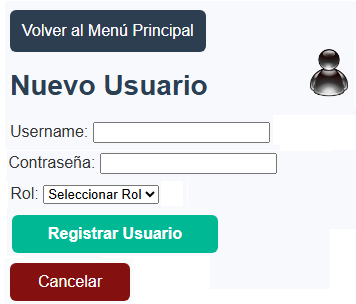 Volver al Menú Principal
Nuevo Usuario
Username:
Contraseña:
Rol: Seleccionar Rol
Registrar Usuario
Cancelar